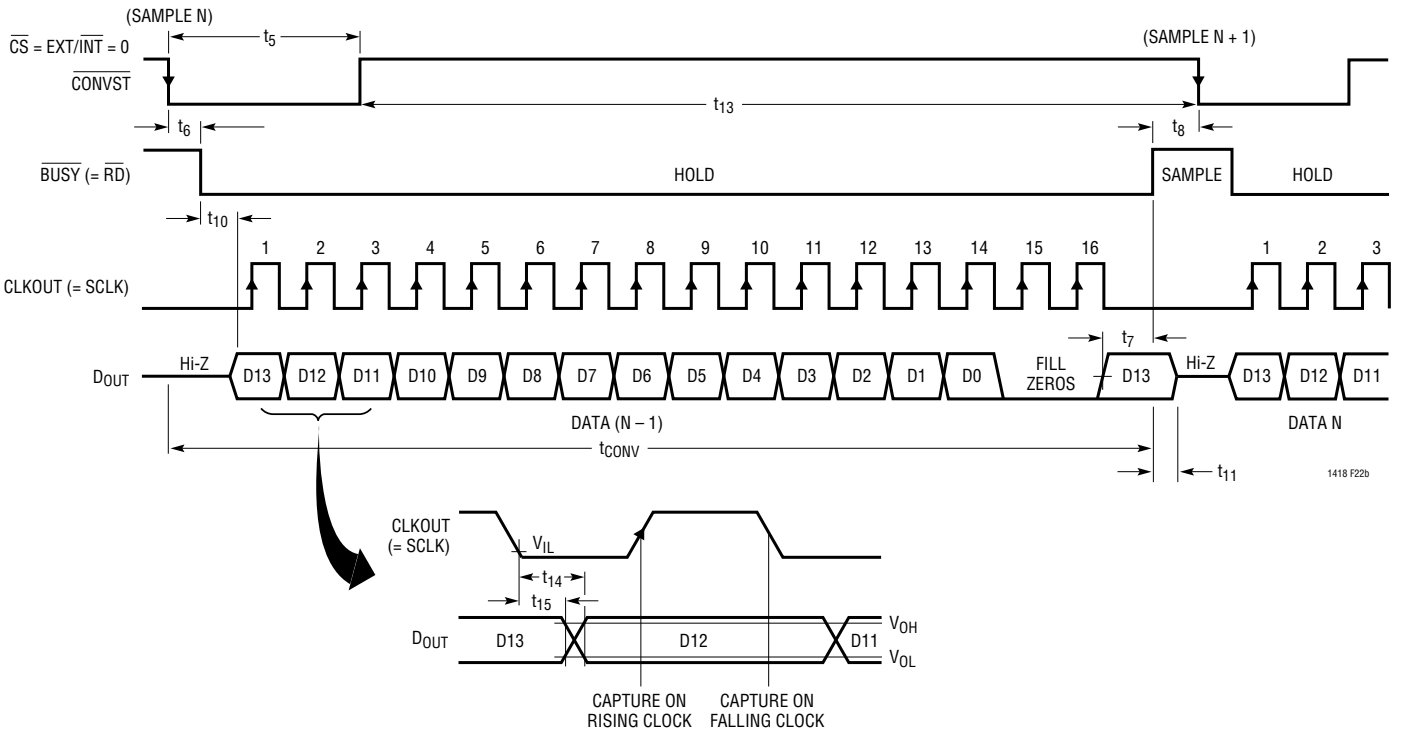 (SAMPLE N)
t5
CS = EXT/INT = 0
(SAMPLE N + 1)
CONVST
t13
t6
t8
BUSY (= RD)
HOLD
SAMPLE
HOLD
t10
1 2 3 4 5 6 7 8 9 10 11 12 13 14 15 16 1 2 3
CLKOUT (= SCLK)
t7
DOUT
Hi-Z
D13 D12 D11 D10 D9 D8 D7 D6 D5 D4 D3 D2 D1 D0
FILL
ZEROS
D13
Hi-Z
D13 D12 D11
DATA (N – 1)
DATA N
tCONV
t11
1418 F22b
CLKOUT
(= SCLK)
VIL
t14
t15
DOUT
D13
D12
D11
VOH
VOL
CAPTURE ON
RISING CLOCK
CAPTURE ON
FALLING CLOCK